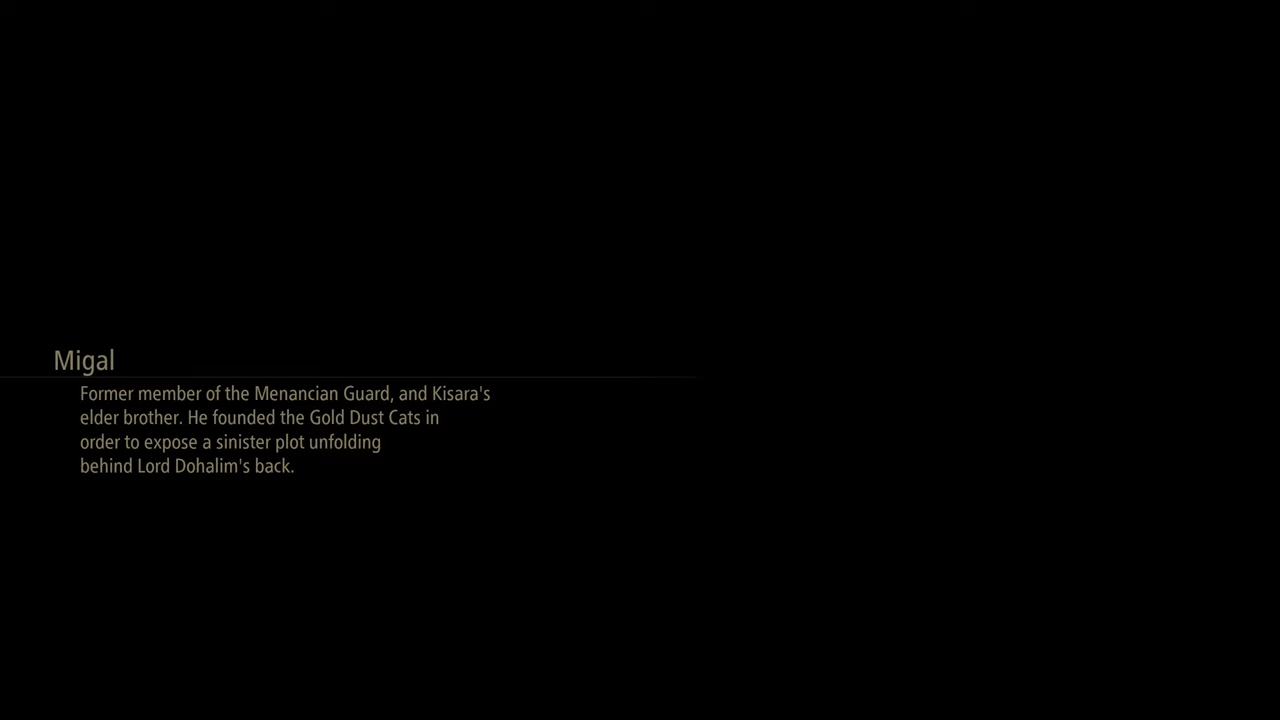 Migal
Former member of the Menancian Guard, and Kisara's
elder brother. He founded the Gold Dust Cats in
order to expose a sinister plot unfolding
behind Lord Dohalim's back.